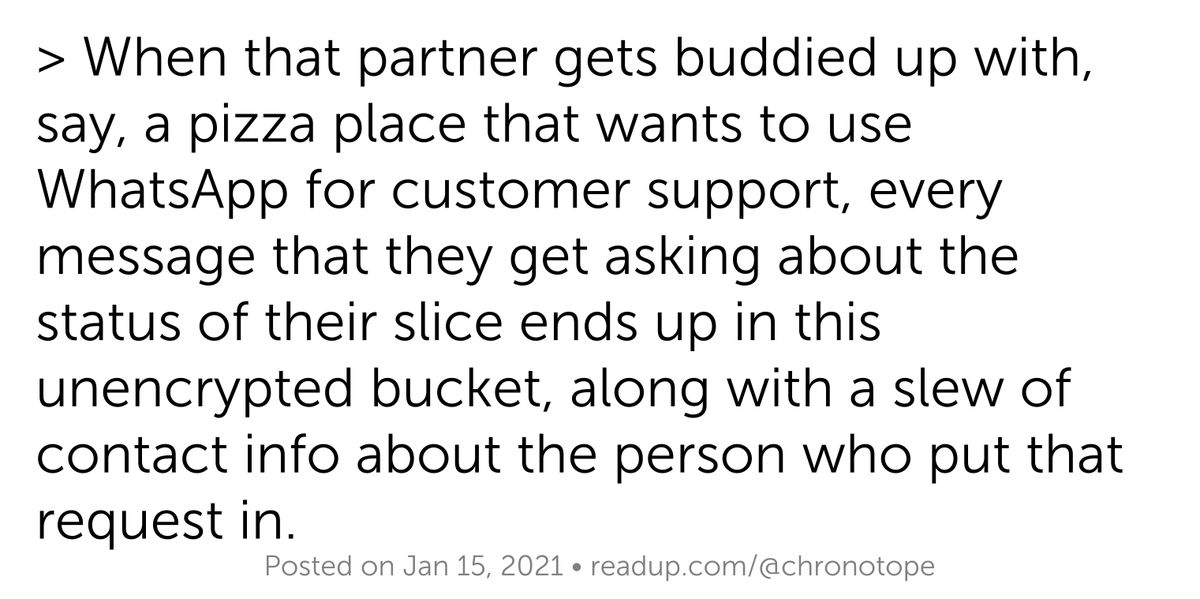 > When that partner gets buddied up with,
say, a pizza place that wants to use
WhatsApp for customer support, every
message that they get asking about the
status of their slice ends up in this
unencrypted bucket, along with a slew of
contact info about the person who put that
request in.
Posted on Jan 15, 2021 • readup.com/@chronotope